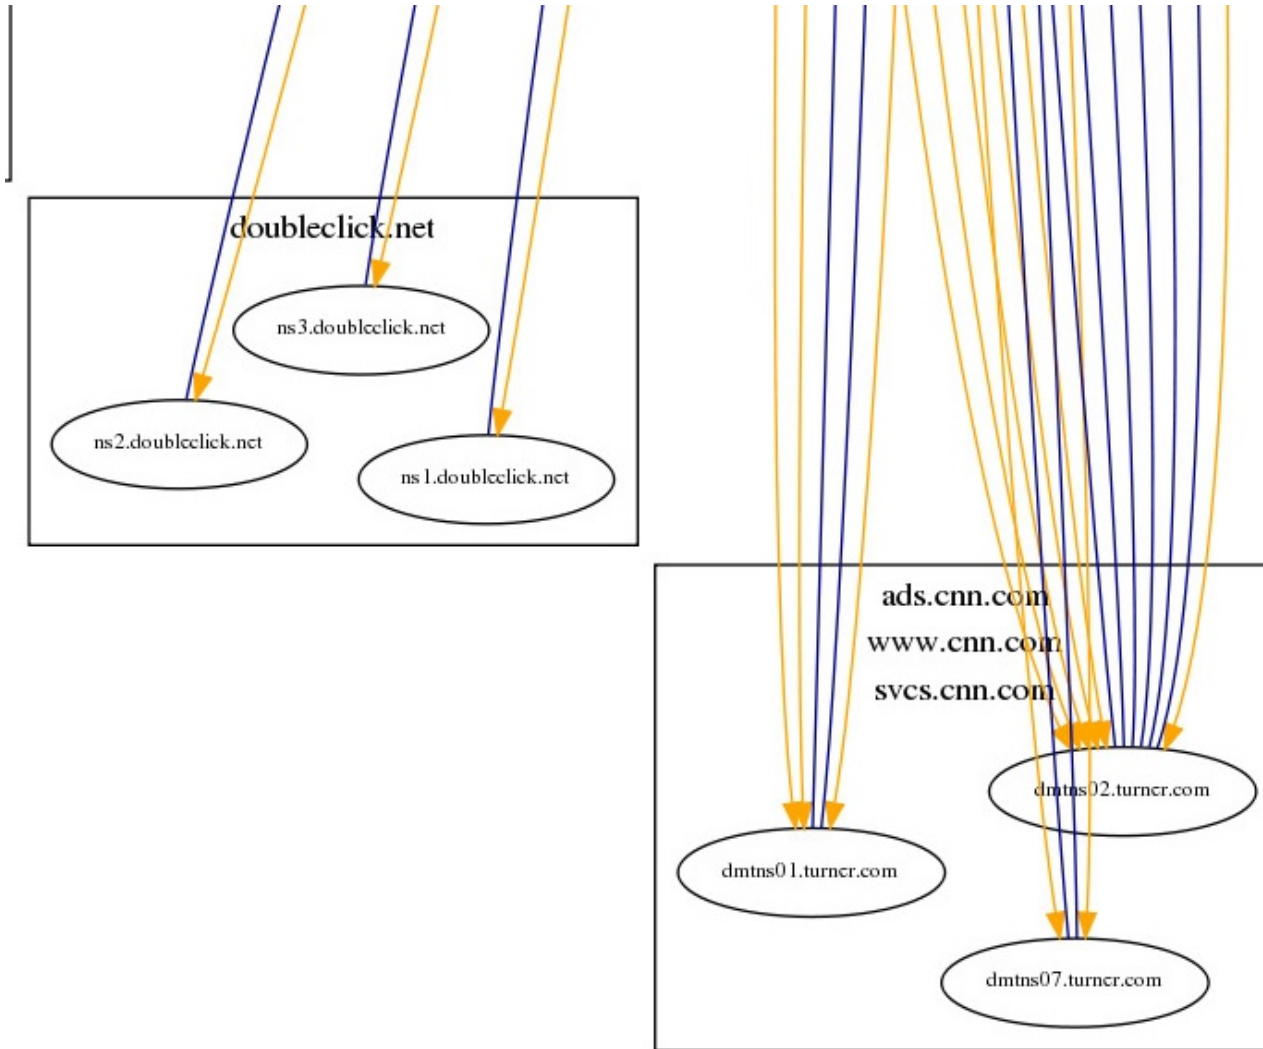 doubleclick.net
ns3.doubleclick.net
ns2.doubleclick.net
ns1.doubleclick.net
ads.cnn.com
www.cnn.com
svcs.cnn.com
dmtns02.turner.com
dmtns01.turner.com
dmtns07.turner.com